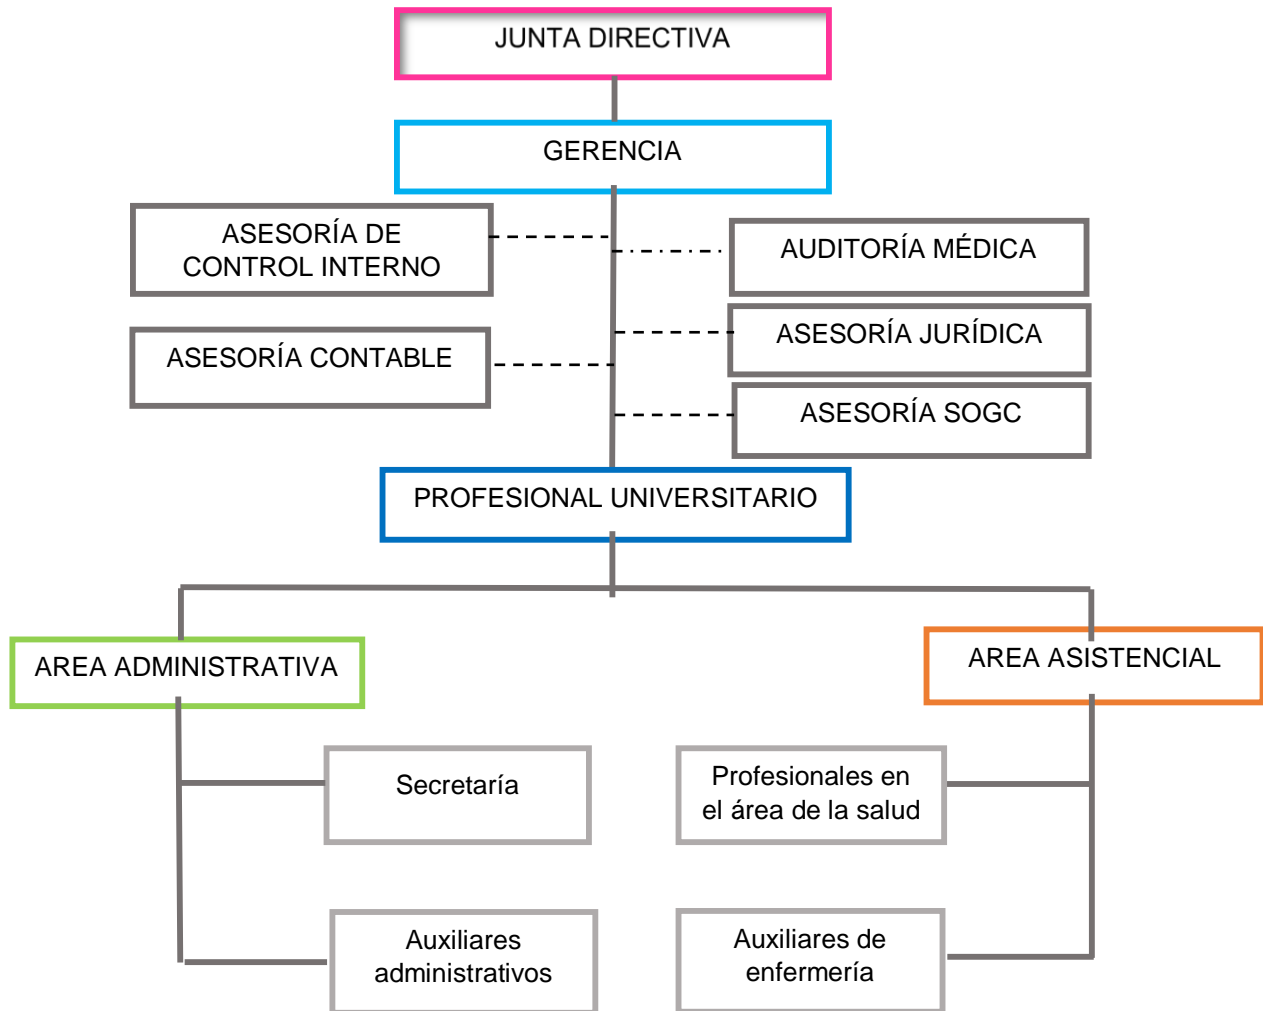 JUNTA DIRECTIVA
GERENCIA
ASESORÍA DE
CONTROL INTERNO
AUDITORÍA MÉDICA
ASESORÍA JURÍDICA
ASESORÍA CONTABLE
ASESORÍA SOGC
PROFESIONAL UNIVERSITARIO
AREA ADMINISTRATIVA
AREA ASISTENCIAL
Secretaría
Profesionales en
el área de la salud
Auxiliares
administrativos
Auxiliares de
enfermería